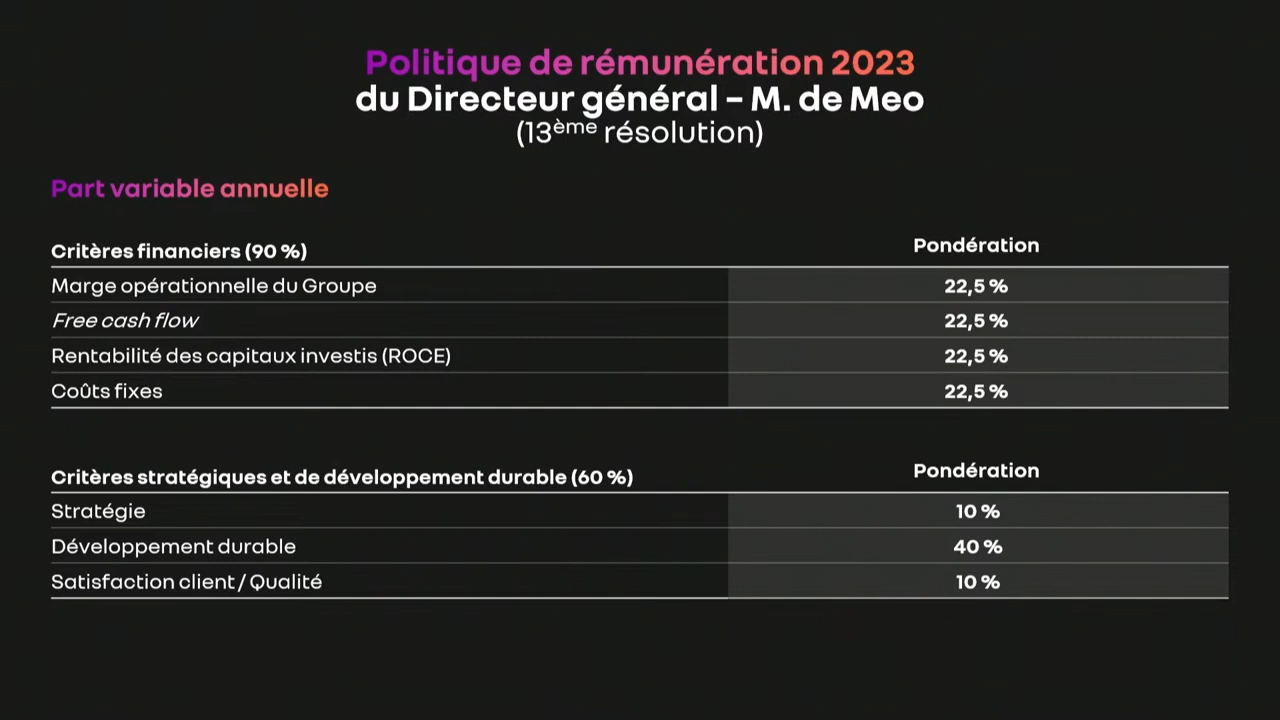 Politique de rémunération 2023
du Directeur général – M. de Meo
(13ème résolution)
Part variable annuelle
Critères financiers (90 %) Pondération
Marge opérationnelle du Groupe 22,5 %
Free cash flow 22,5 %
Rentabilité des capitaux investis (ROCE) 22,5 %
Coûts fixes 22,5 %
Critères stratégiques et de développement durable (60 %) Pondération
Stratégie 10 %
Développement durable 40 %
Satisfaction client / Qualité 10 %